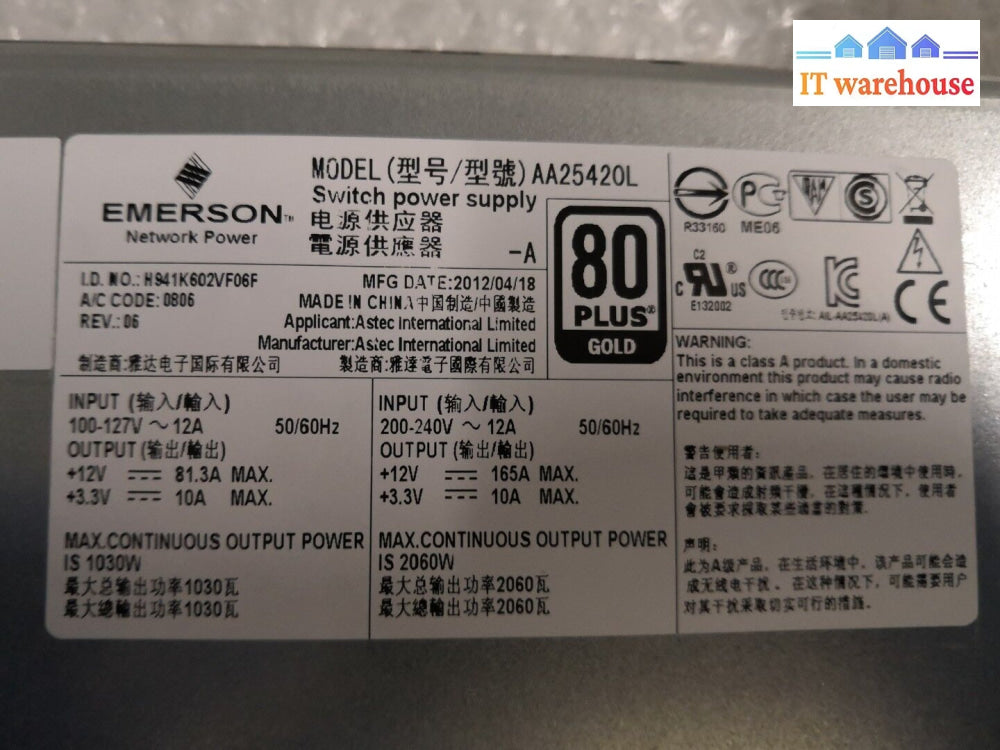 IT warehouse
EMERSON™
Network Power
MODEL (型号/型號) AA25420L
Switch power supply
电源供应器
電源供應器
-A
I.D. NO.: H941K602VF06F
A/C CODE: 0806
REV.: 06
MFG DATE:2012/04/18
MADE IN CHINA中国制造/中國製造
Applicant:Astec International Limited
Manufacturer:Astec International Limited
制造商:雅达电子国际有限公司 製造商:雅達電子國際有限公司
80
PLUS®
GOLD
R33160 ME06
C2
C US
E132002
AIL-AA25420L(A)
INPUT (输入/輸入)
100-127V ～ 12A 50/60Hz
OUTPUT (输出/輸出)
+12V 81.3A MAX.
+3.3V 10A MAX.
MAX.CONTINUOUS OUTPUT POWER
IS 1030W
最大总输出功率1030瓦
最大總輸出功率1030瓦
INPUT (输入/輸入)
200-240V ～ 12A 50/60Hz
OUTPUT (输出/輸出)
+12V 165A MAX.
+3.3V 10A MAX.
MAX.CONTINUOUS OUTPUT POWER
IS 2060W
最大总输出功率2060瓦
最大總輸出功率2060瓦
WARNING:
This is a class A product. In a domestic
environment this product may cause radio
interference in which case the user may be
required to take adequate measures.
警告使用者:
這是甲類的資訊產品, 在居住的環境中使用時,
可能會造成射頻干擾, 在這種情況下, 使用者
會被要求採取某些適當的對策.
声明:
此为A级产品, 在生活环境中, 该产品可能会造
成无线电干扰. 在这种情况下, 可能需要用户
对其干扰采取切实可行的措施.